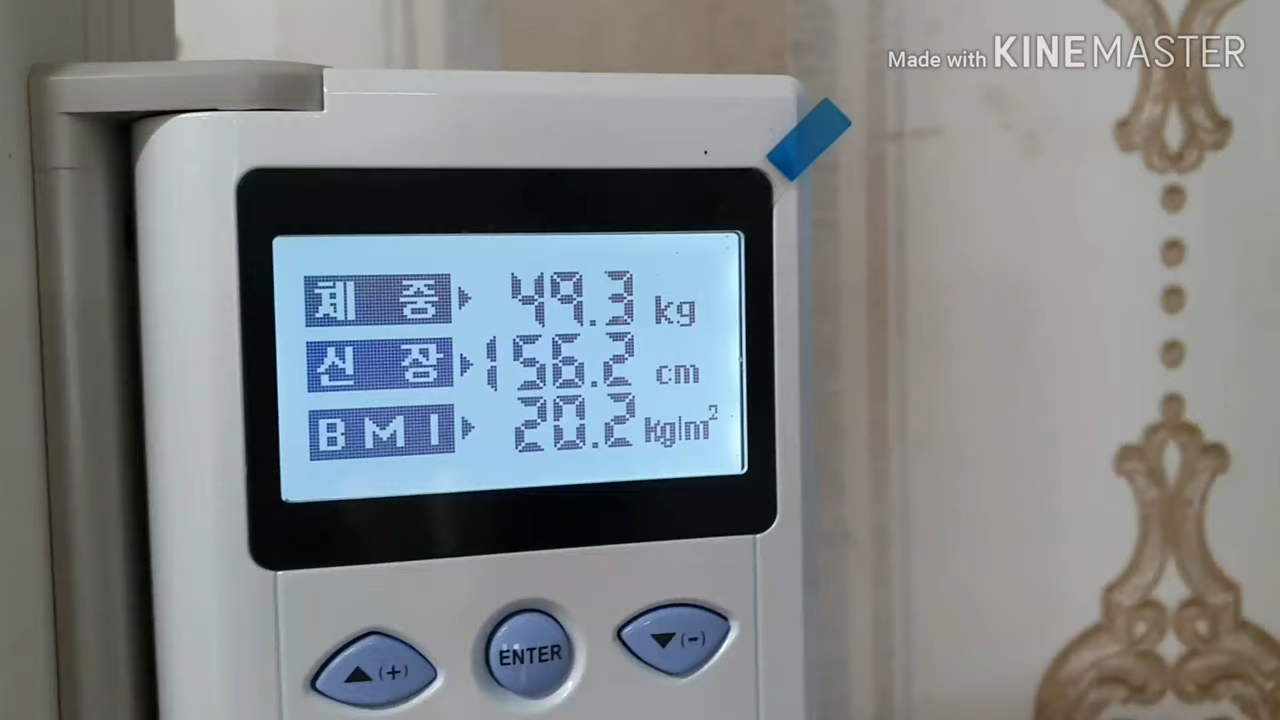 Made with KINEMASTER
체 중 49.3 kg
신 장 156.2 cm
BMI 20.2 kg/m²
▲(+) ENTER ▼(-)